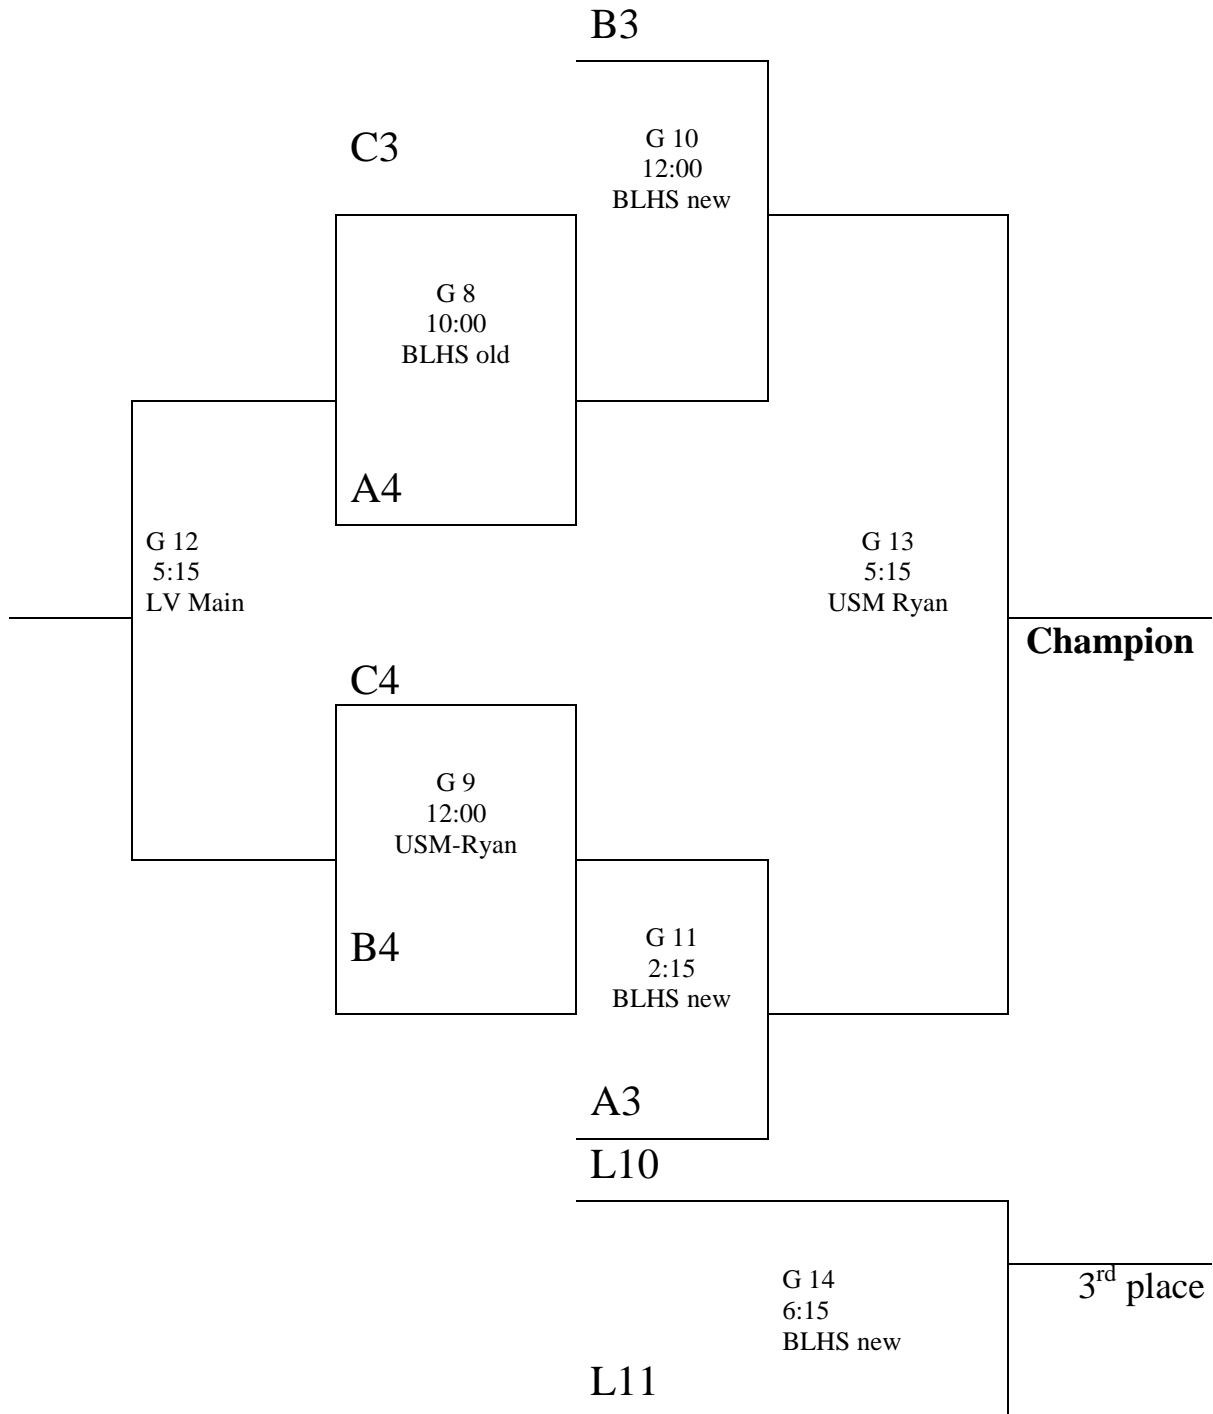 B3
C3
G 10
12:00
BLHS new
G 8
10:00
BLHS old
A4
G 12
5:15
LV Main
G 13
5:15
USM Ryan
Champion
C4
G 9
12:00
USM-Ryan
B4
G 11
2:15
BLHS new
A3
L10
G 14
6:15
BLHS new
3rd place
L11